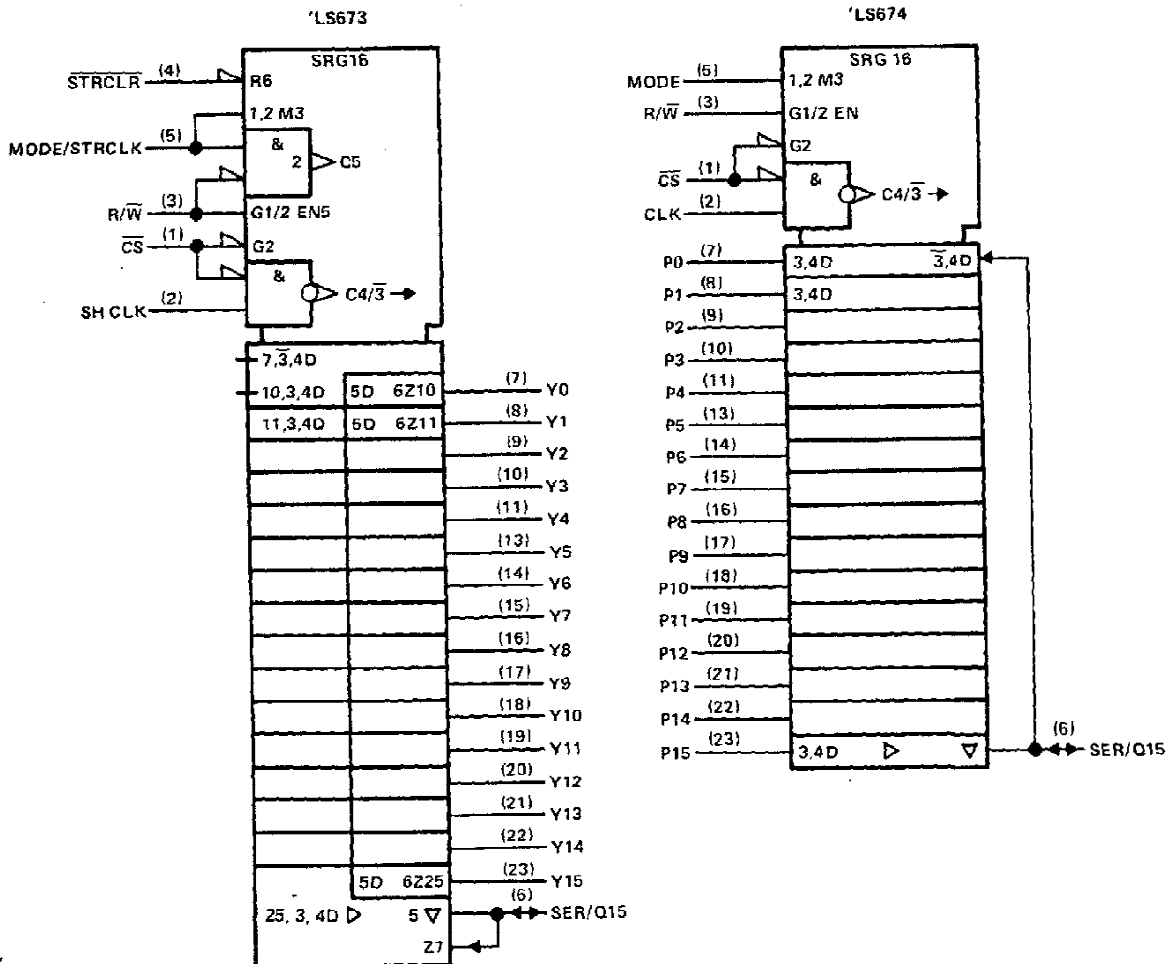 'LS673
SRG16
STRCLR (4) R6
1,2 M3
MODE/STRCLK (5) & 2 C5
R/W (3) G1/2 EN5
CS (1) G2
&
SH CLK (2) C4/3
7,3,4D
10,3,4D 5D 6Z10 (7) Y0
11,3,4D 5D 6Z11 (8) Y1
(9) Y2
(10) Y3
(11) Y4
(13) Y5
(14) Y6
(15) Y7
(16) Y8
(17) Y9
(18) Y10
(19) Y11
(20) Y12
(21) Y13
(22) Y14
5D 6Z25 (23) Y15
25, 3, 4D 5 (6) SER/Q15
Z7
'LS674
SRG 16
MODE (5) 1,2 M3
R/W (3) G1/2 EN
G2
CS (1) &
CLK (2) C4/3
P0 (7) 3,4D 3,4D
P1 (8) 3,4D
P2 (9)
P3 (10)
P4 (11)
P5 (13)
P6 (14)
P7 (15)
P8 (16)
P9 (17)
P10 (18)
P11 (19)
P12 (20)
P13 (21)
P14 (22)
P15 (23) 3,4D (6) SER/Q15